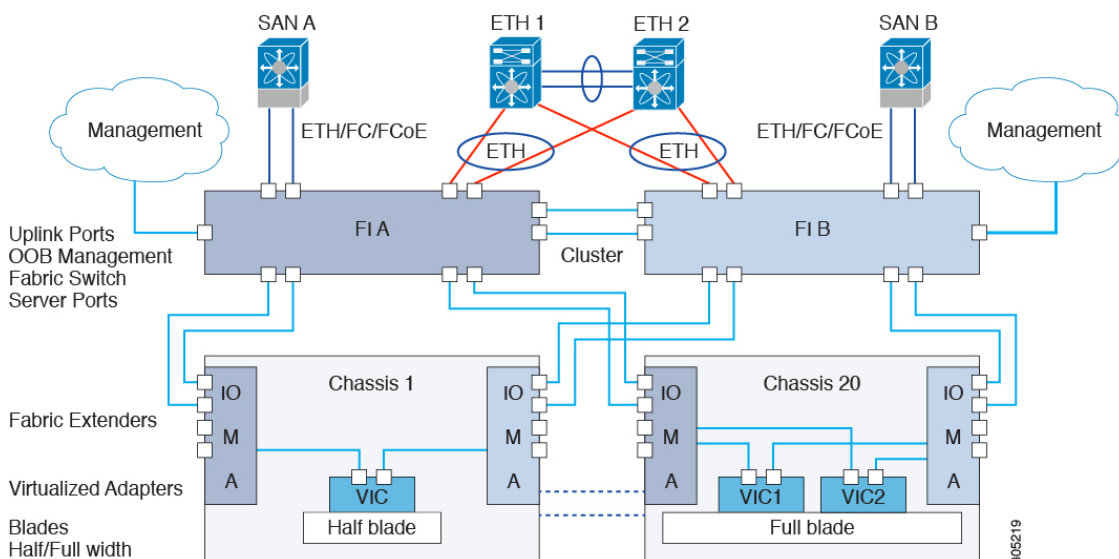 SAN A
ETH 1
ETH 2
SAN B
Management
ETH/FC/FCoE
ETH
ETH
ETH/FC/FCoE
Management
FI A
FI B
Uplink Ports
OOB Management
Fabric Switch
Server Ports
Cluster
Chassis 1
Chassis 20
IO
M
A
IO
M
A
IO
M
A
IO
M
A
Fabric Extenders
Virtualized Adapters
VIC
VIC1
VIC2
Blades
Half/Full width
Half blade
Full blade